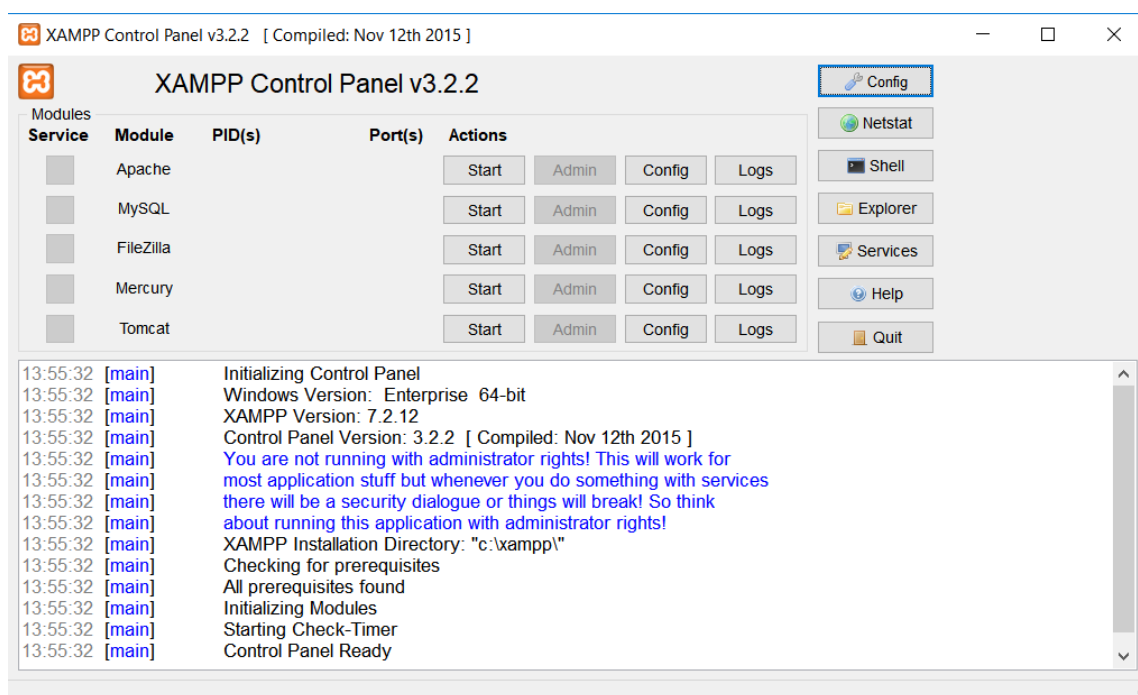 XAMPP Control Panel v3.2.2 [ Compiled: Nov 12th 2015 ]
XAMPP Control Panel v3.2.2
Config
Modules
Netstat
Service Module PID(s) Port(s) Actions
Apache Start Admin Config Logs
Shell
MySQL Start Admin Config Logs
Explorer
FileZilla Start Admin Config Logs
Services
Mercury Start Admin Config Logs
Help
Tomcat Start Admin Config Logs
Quit
13:55:32 [main] Initializing Control Panel
13:55:32 [main] Windows Version: Enterprise 64-bit
13:55:32 [main] XAMPP Version: 7.2.12
13:55:32 [main] Control Panel Version: 3.2.2 [ Compiled: Nov 12th 2015 ]
13:55:32 [main] You are not running with administrator rights! This will work for
13:55:32 [main] most application stuff but whenever you do something with services
13:55:32 [main] there will be a security dialogue or things will break! So think
13:55:32 [main] about running this application with administrator rights!
13:55:32 [main] XAMPP Installation Directory: "c:\xampp\"
13:55:32 [main] Checking for prerequisites
13:55:32 [main] All prerequisites found
13:55:32 [main] Initializing Modules
13:55:32 [main] Starting Check-Timer
13:55:32 [main] Control Panel Ready